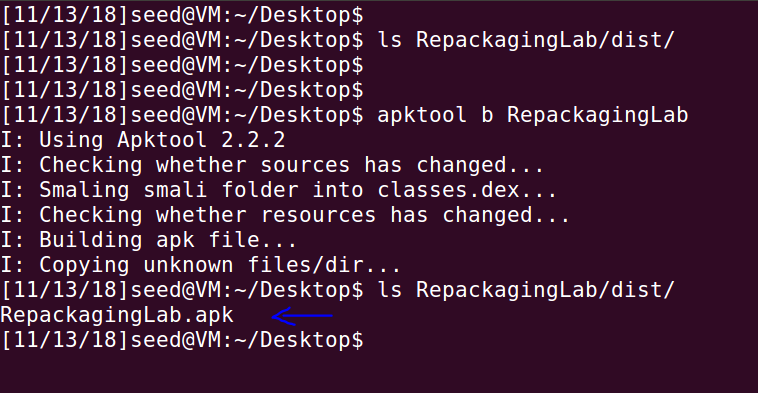 [11/13/18]seed@VM:~/Desktop$
[11/13/18]seed@VM:~/Desktop$ ls RepackagingLab/dist/
[11/13/18]seed@VM:~/Desktop$
[11/13/18]seed@VM:~/Desktop$
[11/13/18]seed@VM:~/Desktop$ apktool b RepackagingLab
I: Using Apktool 2.2.2
I: Checking whether sources has changed...
I: Smaling smali folder into classes.dex...
I: Checking whether resources has changed...
I: Building apk file...
I: Copying unknown files/dir...
[11/13/18]seed@VM:~/Desktop$ ls RepackagingLab/dist/
RepackagingLab.apk
[11/13/18]seed@VM:~/Desktop$